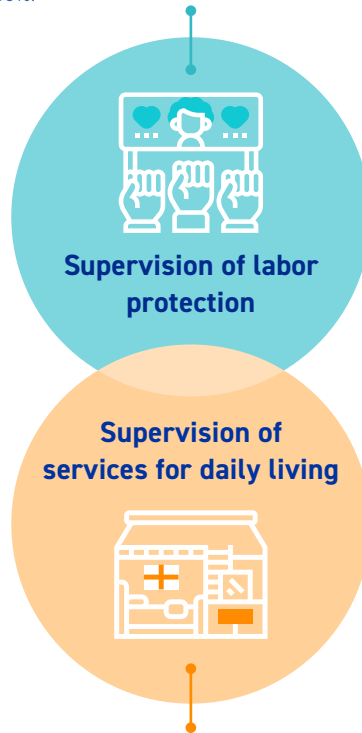 Supervision of labor
protection
Supervision of
services for daily living